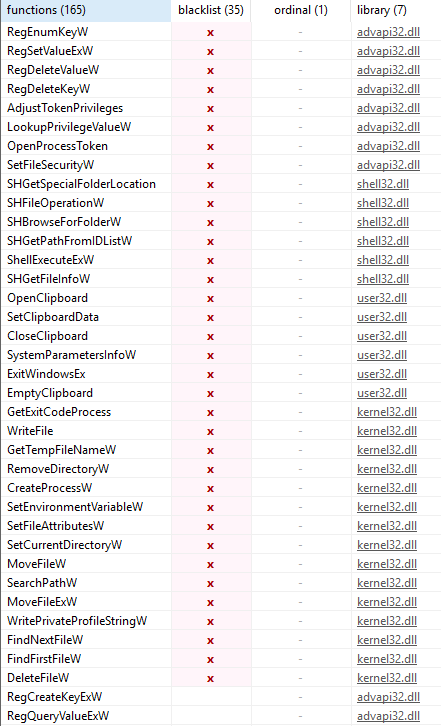 functions (165) blacklist (35) ordinal (1) library (7)
RegEnumKeyW x - advapi32.dll
RegSetValueExW x - advapi32.dll
RegDeleteValueW x - advapi32.dll
RegDeleteKeyW x - advapi32.dll
AdjustTokenPrivileges x - advapi32.dll
LookupPrivilegeValueW x - advapi32.dll
OpenProcessToken x - advapi32.dll
SetFileSecurityW x - advapi32.dll
SHGetSpecialFolderLocation x - shell32.dll
SHFileOperationW x - shell32.dll
SHBrowseForFolderW x - shell32.dll
SHGetPathFromIDListW x - shell32.dll
ShellExecuteExW x - shell32.dll
SHGetFileInfoW x - shell32.dll
OpenClipboard x - user32.dll
SetClipboardData x - user32.dll
CloseClipboard x - user32.dll
SystemParametersInfoW x - user32.dll
ExitWindowsEx x - user32.dll
EmptyClipboard x - user32.dll
GetExitCodeProcess x - kernel32.dll
WriteFile x - kernel32.dll
GetTempFileNameW x - kernel32.dll
RemoveDirectoryW x - kernel32.dll
CreateProcessW x - kernel32.dll
SetEnvironmentVariableW x - kernel32.dll
SetFileAttributesW x - kernel32.dll
SetCurrentDirectoryW x - kernel32.dll
MoveFileW x - kernel32.dll
SearchPathW x - kernel32.dll
MoveFileExW x - kernel32.dll
WritePrivateProfileStringW x - kernel32.dll
FindNextFileW x - kernel32.dll
FindFirstFileW x - kernel32.dll
DeleteFileW x - kernel32.dll
RegCreateKeyExW - advapi32.dll
RegQueryValueExW - advapi32.dll